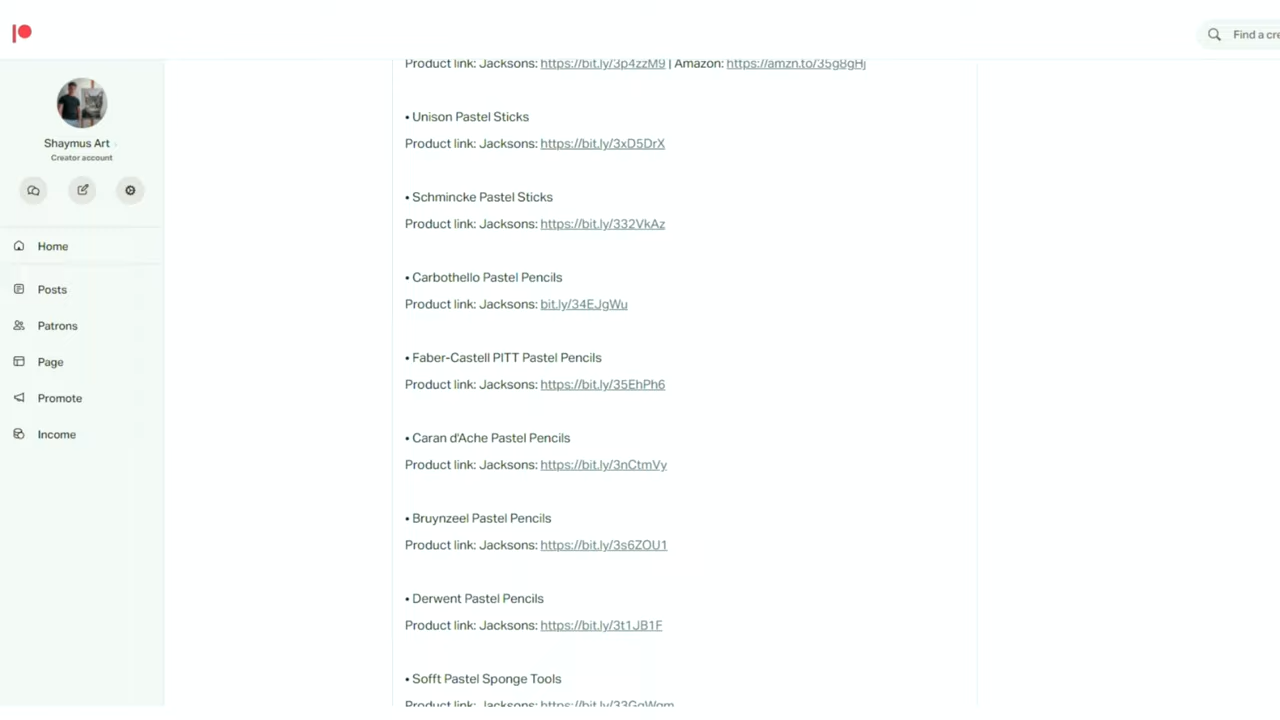 Find a cre
Shaymus Art
Creator account
Home
Posts
Patrons
Page
Promote
Income
Product link: Jacksons: https://bit.ly/3p4zzM9 | Amazon: https://amzn.to/35g8gHj
• Unison Pastel Sticks
Product link: Jacksons: https://bit.ly/3xD5DrX
• Schmincke Pastel Sticks
Product link: Jacksons: https://bit.ly/332VkAz
• Carbothello Pastel Pencils
Product link: Jacksons: bit.ly/34EJgWu
• Faber-Castell PITT Pastel Pencils
Product link: Jacksons: https://bit.ly/35EhPh6
• Caran d'Ache Pastel Pencils
Product link: Jacksons: https://bit.ly/3nCtmVy
• Bruynzeel Pastel Pencils
Product link: Jacksons: https://bit.ly/3s6ZOU1
• Derwent Pastel Pencils
Product link: Jacksons: https://bit.ly/3t1JB1F
• Sofft Pastel Sponge Tools
Product link: Jacksons: